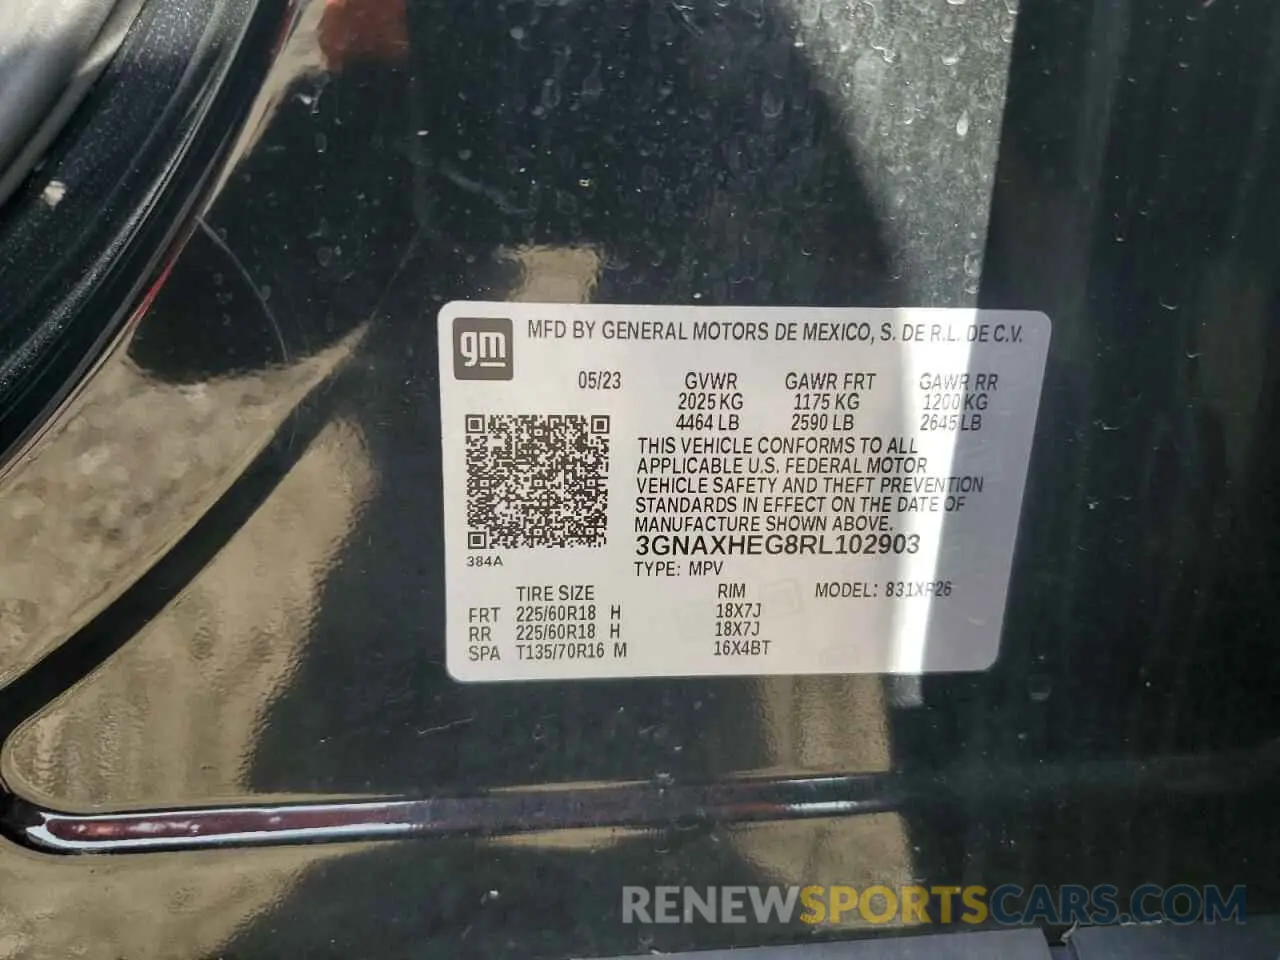 gm
MFD BY GENERAL MOTORS DE MEXICO, S. DE R.L. DE C.V.
05/23 GVWR GAWR FRT GAWR RR
2025 KG 1175 KG 1200 KG
4464 LB 2590 LB 2645 LB
THIS VEHICLE CONFORMS TO ALL
APPLICABLE U.S. FEDERAL MOTOR
VEHICLE SAFETY AND THEFT PREVENTION
STANDARDS IN EFFECT ON THE DATE OF
MANUFACTURE SHOWN ABOVE.
3GNAXHEG8RL102903
384A
TYPE: MPV
TIRE SIZE RIM MODEL: 831XP26
FRT 225/60R18 H 18X7J
RR 225/60R18 H 18X7J
SPA T135/70R16 M 16X4BT
RENEWSPORTSCARS.COM